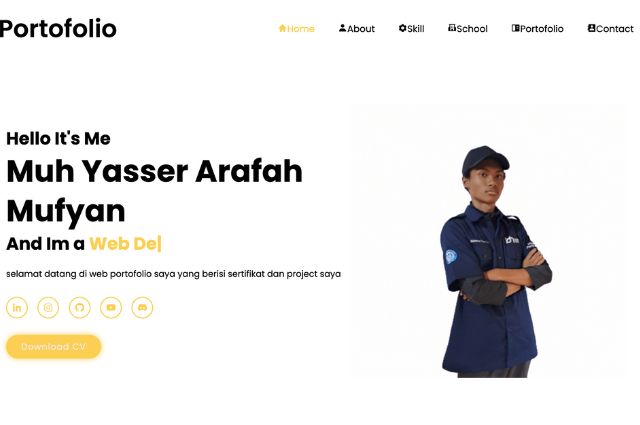 Portofolio
Home About Skill School Portofolio Contact
Hello It's Me
Muh Yasser Arafah
Mufyan
And Im a Web De|
selamat datang di web portofolio saya yang berisi sertifikat dan project saya
Download CV